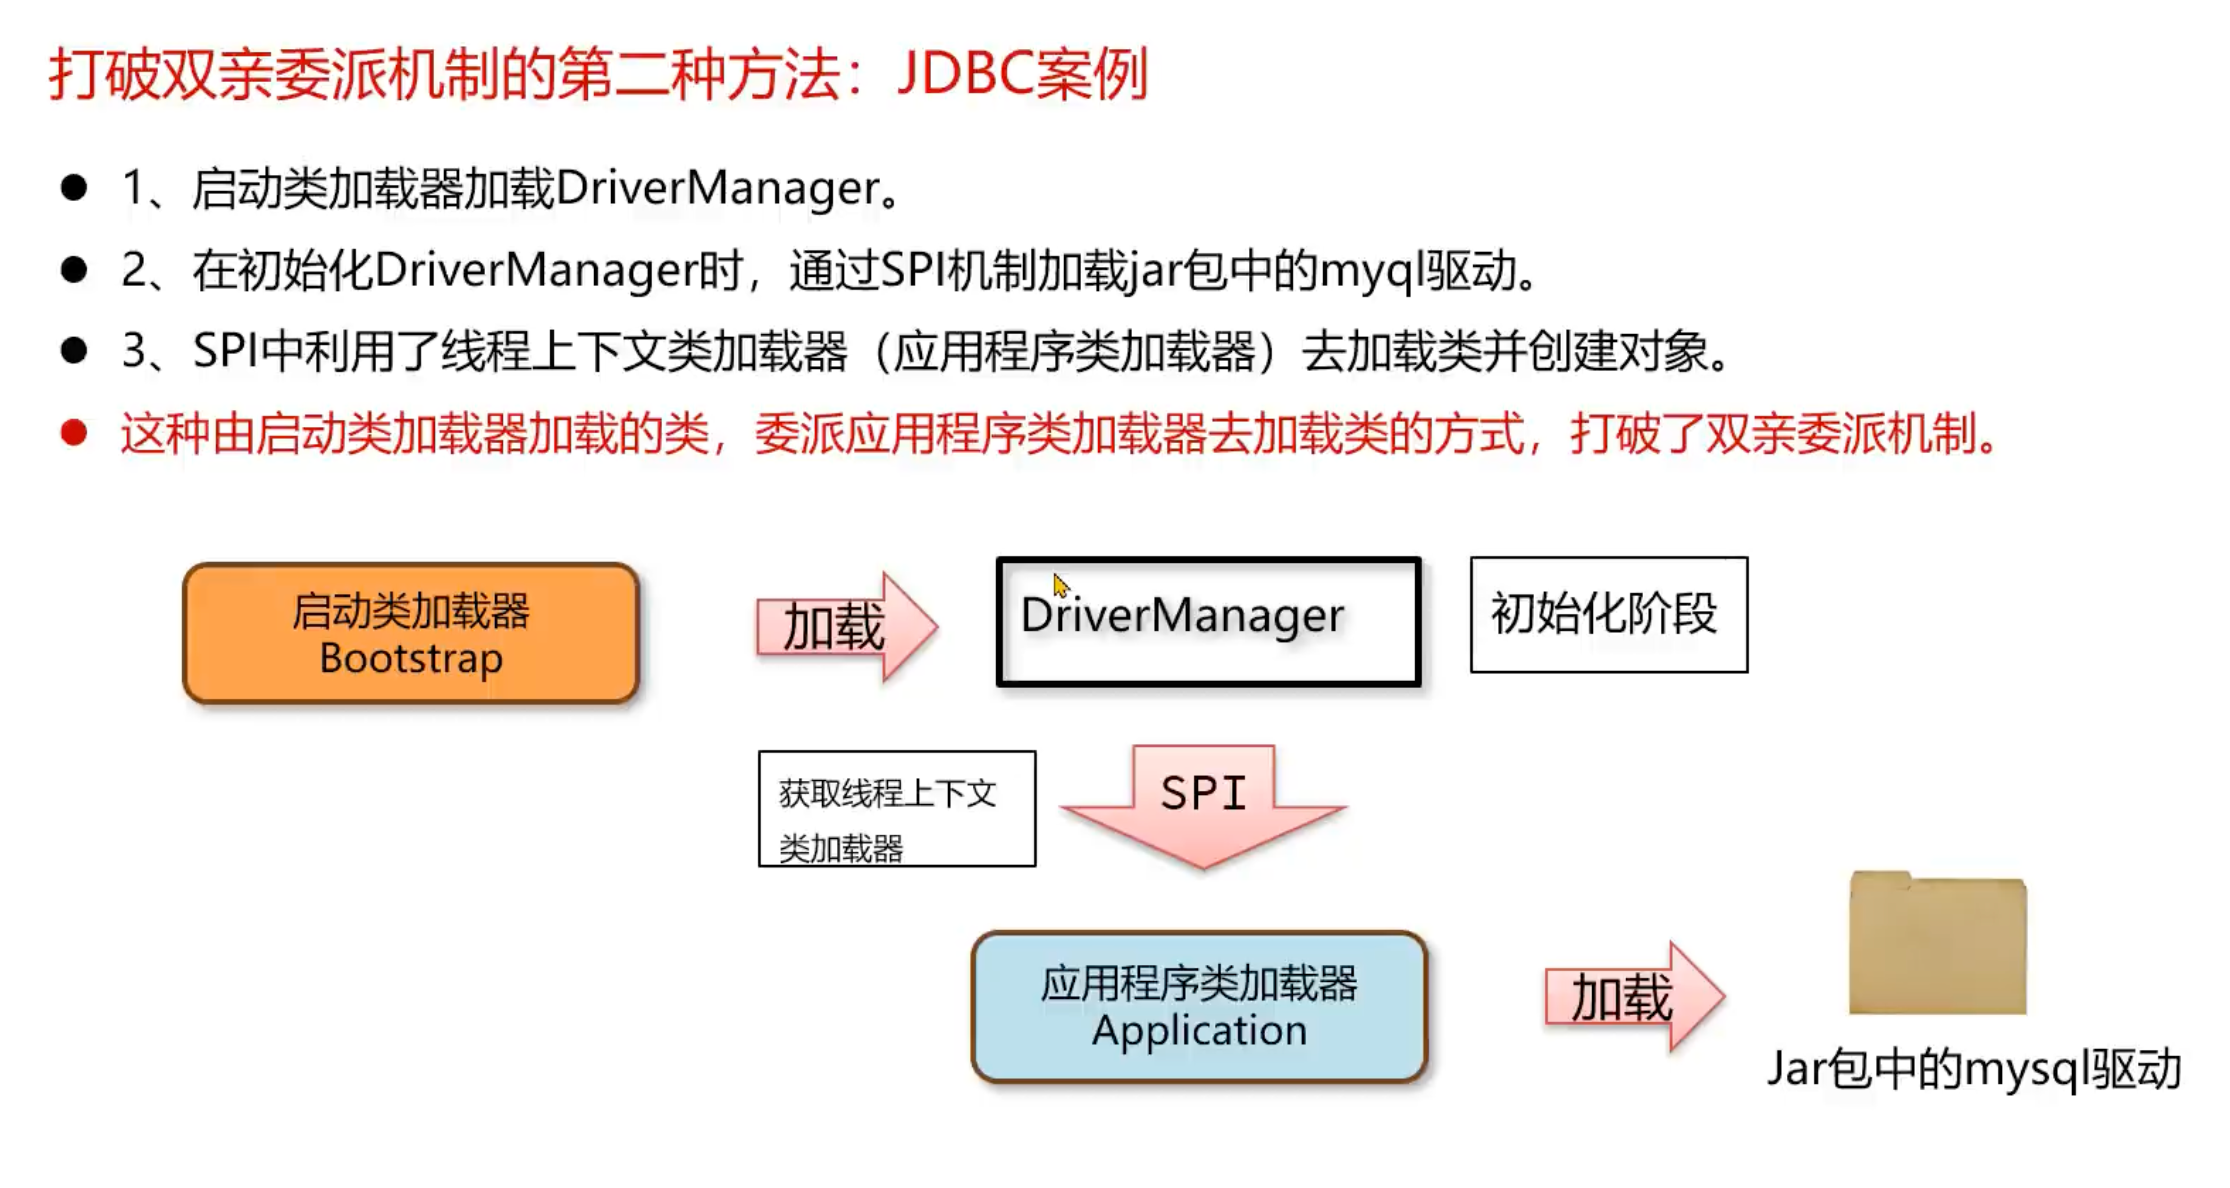 打破双亲委派机制的第二种方法：JDBC案例
● 1、启动类加载器加载DriverManager。
● 2、在初始化DriverManager时，通过SPI机制加载jar包中的myql驱动。
● 3、SPI中利用了线程上下文类加载器（应用程序类加载器）去加载类并创建对象。
● 这种由启动类加载器加载的类，委派应用程序类加载器去加载类的方式，打破了双亲委派机制。
启动类加载器
Bootstrap
加载
DriverManager
初始化阶段
获取线程上下文
类加载器
SPI
应用程序类加载器
Application
加载
Jar包中的mysql驱动